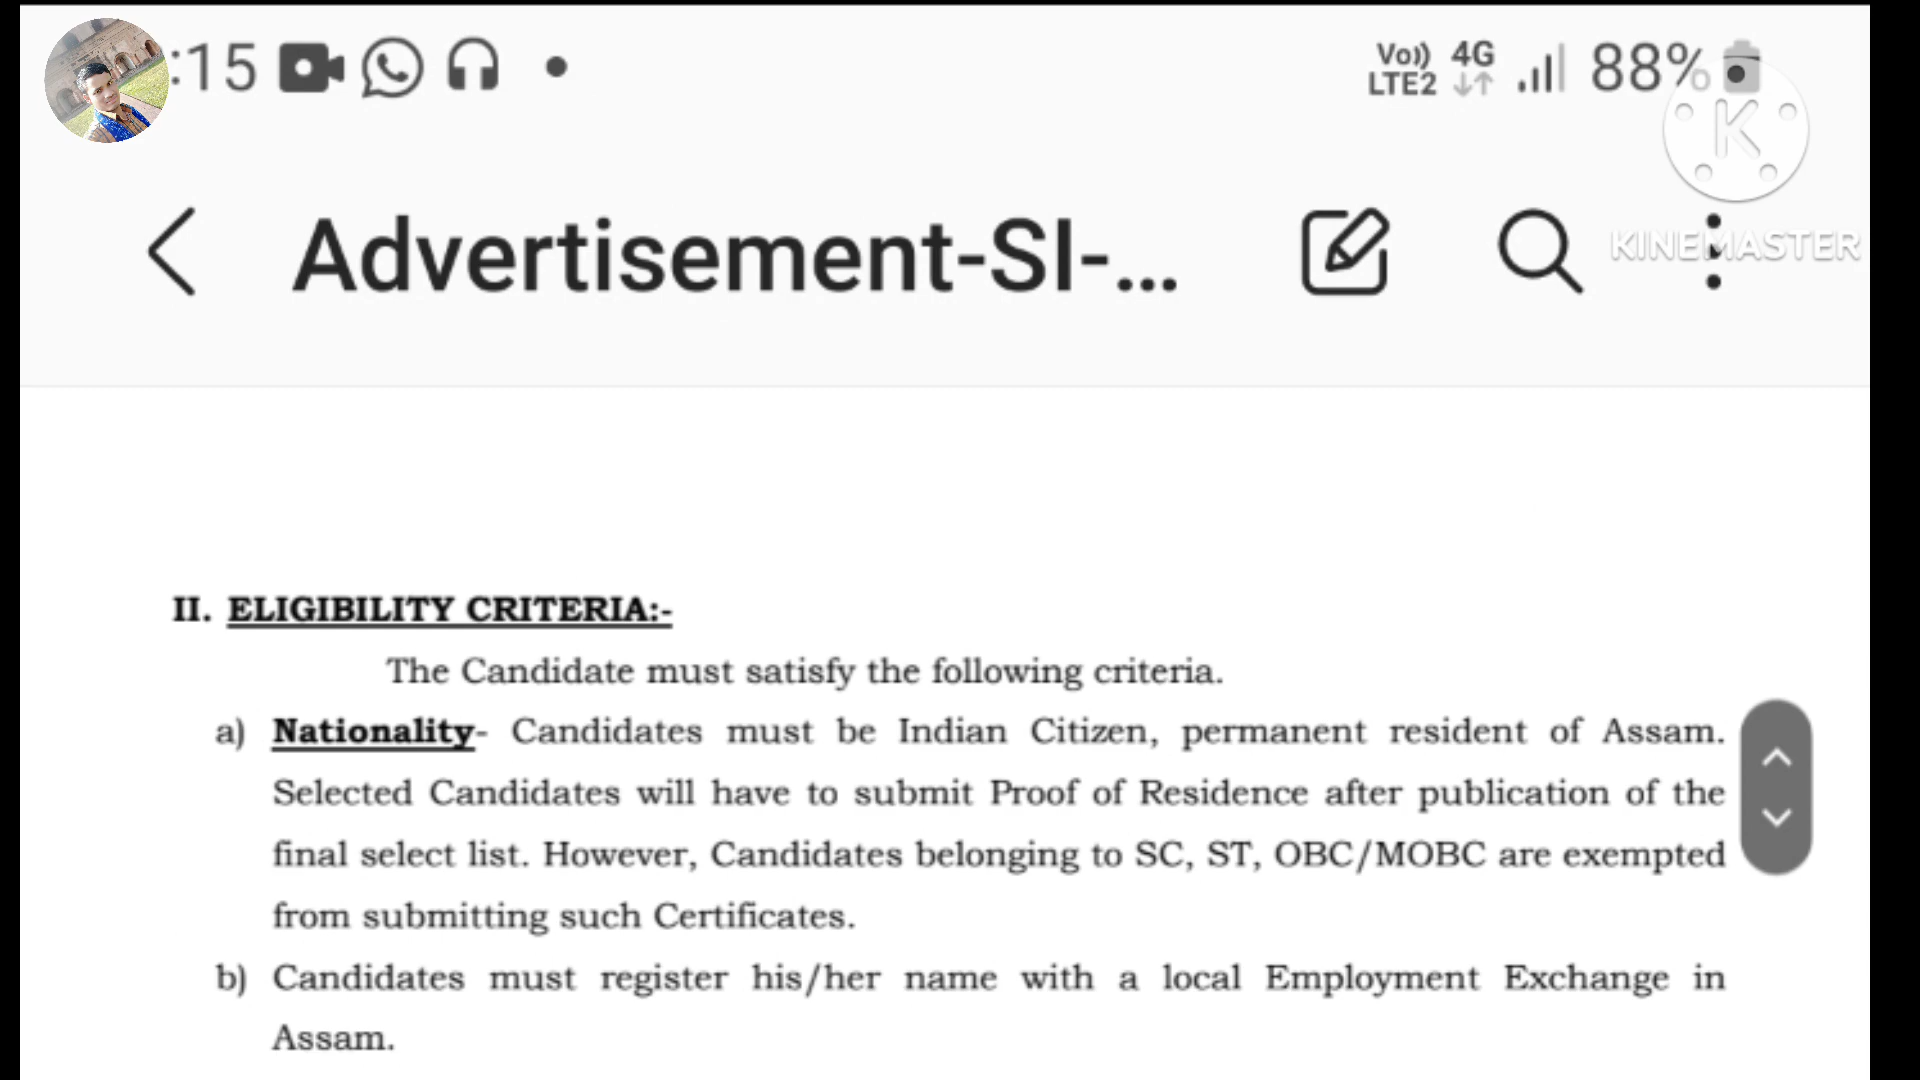 :15
Vo)) 4G
LTE2
88%
K
KINEMASTER
Advertisement-SI-...
II. ELIGIBILITY CRITERIA:-
The Candidate must satisfy the following criteria.
a) Nationality- Candidates must be Indian Citizen, permanent resident of Assam.
Selected Candidates will have to submit Proof of Residence after publication of the
final select list. However, Candidates belonging to SC, ST, OBC/MOBC are exempted
from submitting such Certificates.
b) Candidates must register his/her name with a local Employment Exchange in
Assam.